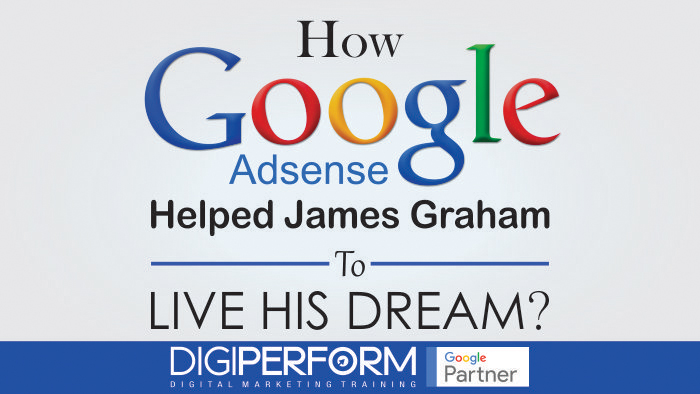 How
Google
Adsense
Helped James Graham
To
LIVE HIS DREAM?
DIGIPERFORM
DIGITAL MARKETING TRAINING
Google
Partner